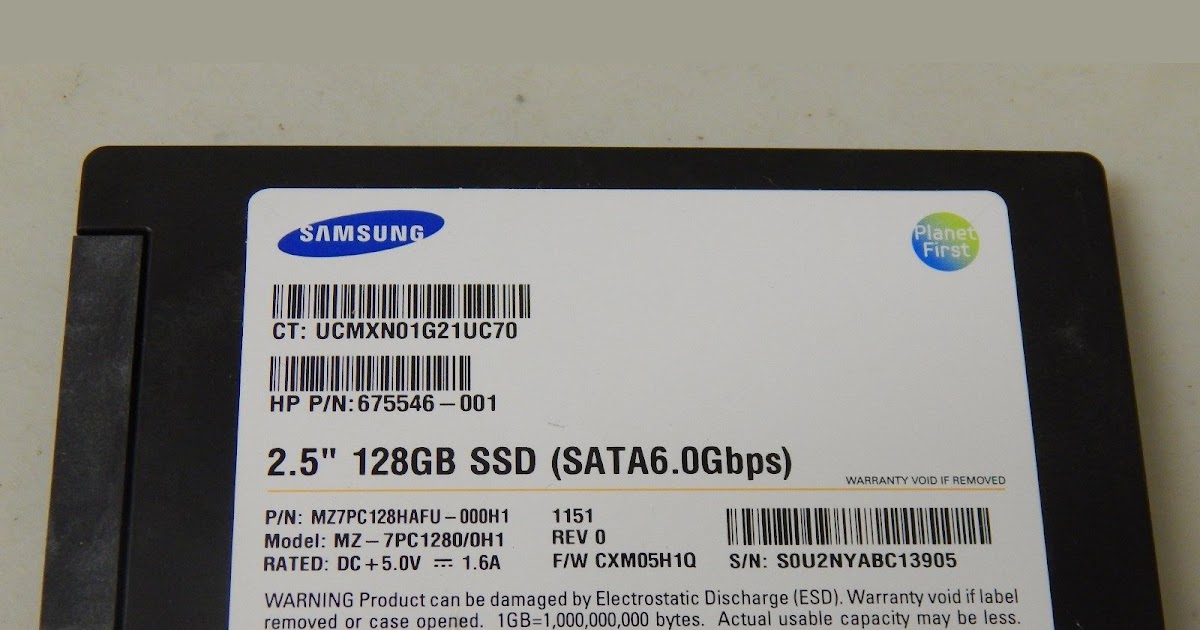 SAMSUNG
Planet
First
CT: UCMXN01G21UC70
HP P/N:675546-001
2.5" 128GB SSD (SATA6.0Gbps)
WARRANTY VOID IF REMOVED
P/N: MZ7PC128HAFU-000H1 1151
Model: MZ-7PC1280/0H1 REV 0
RATED: DC+5.0V ⎓ 1.6A F/W CXM05H1Q S/N: S0U2NYABC13905
WARNING Product can be damaged by Electrostatic Discharge (ESD). Warranty void if label
removed or case opened. 1GB=1,000,000,000 bytes. Actual usable capacity may be less.